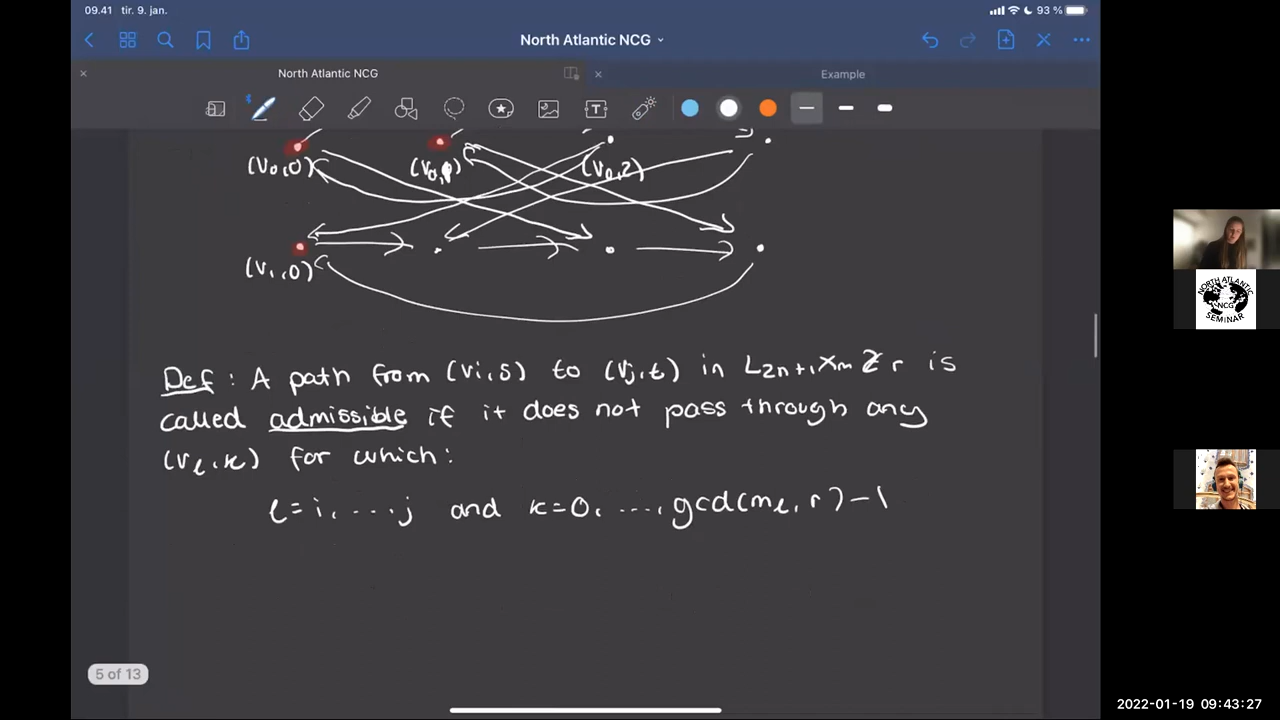 09.41 tir. 9. jan.
93 %
North Atlantic NCG
North Atlantic NCG
Example
(v₀,0) (v₀,1) (v₀,2)
(v₁,0)
Def: A path from (vi,s) to (vj,t) in L2n+1 ×m ℤr is
called admissible if it does not pass through any
(vℓ,k) for which:
ℓ=i,...j and k=0,...,gcd(mℓ,r)-1
5 of 13
NORTH ATLANTIC
NCG
SEMINAR
2022-01-19 09:43:27